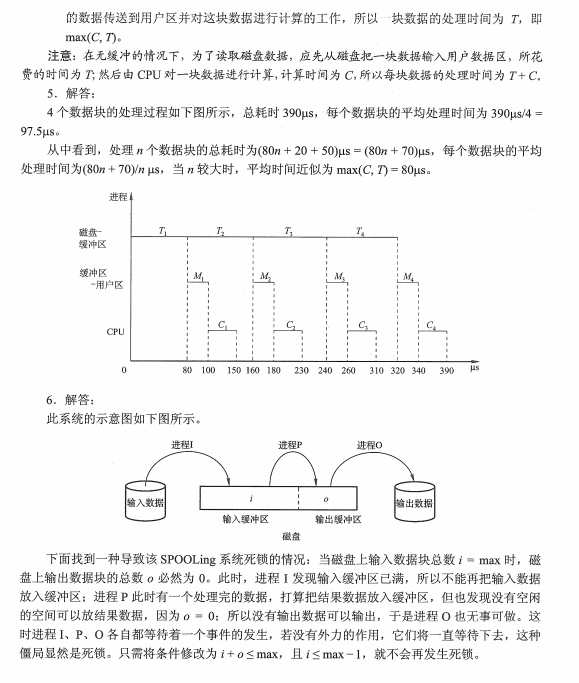 的数据传送到用户区并对这块数据进行计算的工作，所以一块数据的处理时间为 T，即
max(C, T)。
注意：在无缓冲的情况下，为了读取磁盘数据，应先从磁盘把一块数据输入用户数据区，所花
费的时间为 T；然后由 CPU 对一块数据进行计算，计算时间为 C，所以每块数据的处理时间为 T + C。
5．解答：
4 个数据块的处理过程如下图所示，总耗时 390μs，每个数据块的平均处理时间为 390μs/4 =
97.5μs。
从中看到，处理 n 个数据块的总耗时为(80n + 20 + 50)μs = (80n + 70)μs，每个数据块的平均
处理时间为(80n + 70)/n μs，当 n 较大时，平均时间近似为 max(C, T) = 80μs。
进程
磁盘-
缓冲区
T1 T2 T3 T4
缓冲区
-用户区
M1 M2 M3 M4
CPU
C1 C2 C3 C4
0 80 100 150 160 180 230 240 260 310 320 340 390 μs
6．解答：
此系统的示意图如下图所示。
进程I 进程P 进程O
输入数据 i o 输出数据
输入缓冲区 输出缓冲区
磁盘
下面找到一种导致该 SPOOLing 系统死锁的情况：当磁盘上输入数据块总数 i = max 时，磁
盘上输出数据块的总数 o 必然为 0。此时，进程 I 发现输入缓冲区已满，所以不能再把输入数据
放入缓冲区；进程 P 此时有一个处理完的数据，打算把结果数据放入缓冲区，但也发现没有空闲
的空间可以放结果数据，因为 o = 0；所以没有输出数据可以输出，于是进程 O 也无事可做。这
时进程 I、P、O 各自都等待着一个事件的发生，若没有外力的作用，它们将一直等待下去，这种
僵局显然是死锁。只需将条件修改为 i + o ≤ max，且 i ≤ max − 1，就不会再发生死锁。